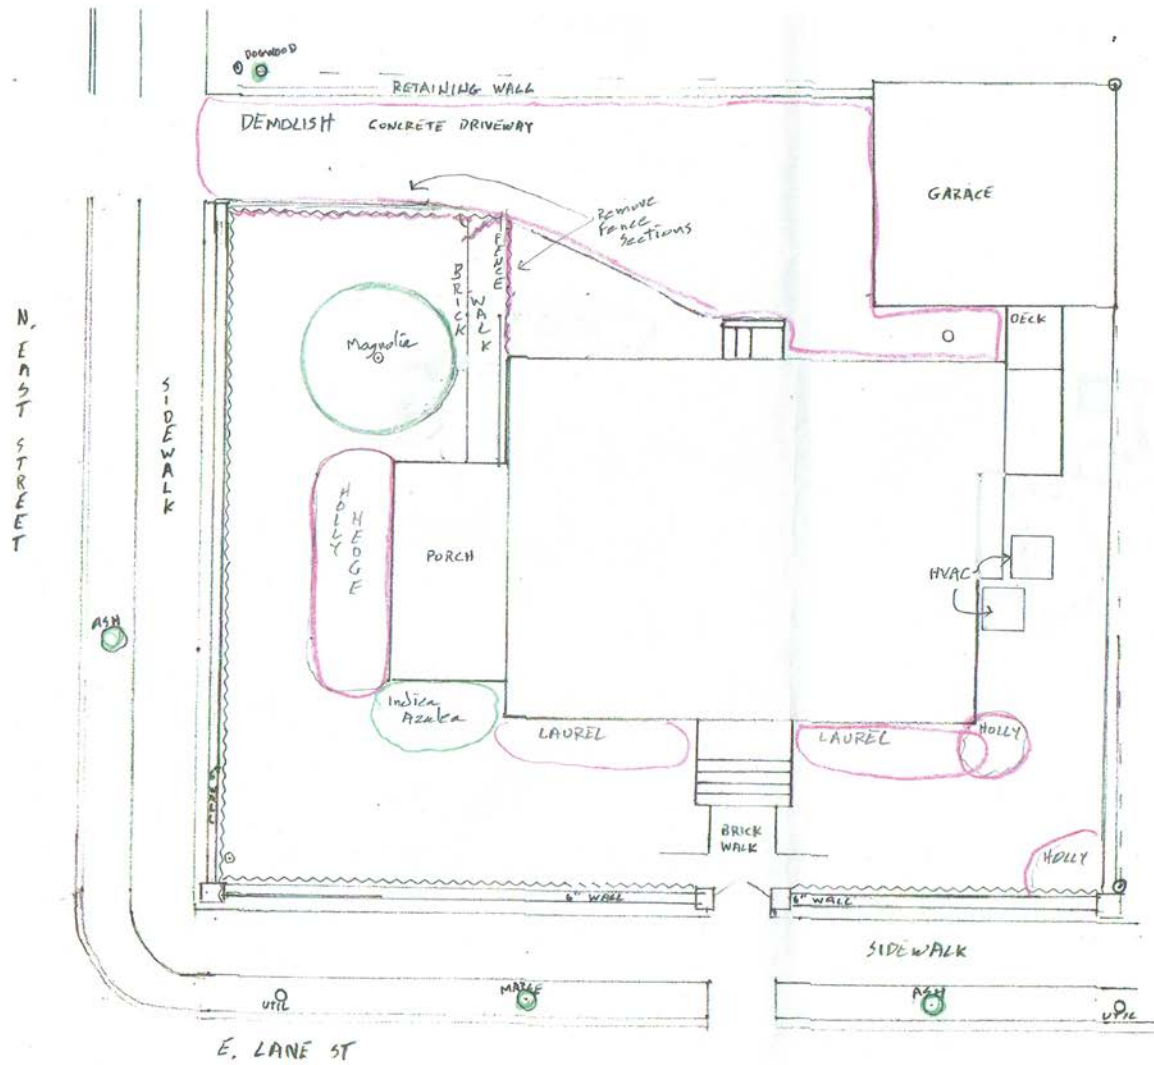 DOGWOOD
RETAINING WALL
DEMOLISH CONCRETE DRIVEWAY
GARAGE
Remove
Fence
Sections
FENCE
BRICK
WALK
DECK
Magnolia
N. EAST STREET
SIDEWALK
HOLLY
HEDGE
PORCH
HVAC
ASH
Indica
Azalea
LAUREL
LAUREL
HOLLY
BRICK
WALK
HOLLY
6" WALL
6" WALL
SIDEWALK
UTIL
MAPLE
ASH
UTIL
E. LANE ST